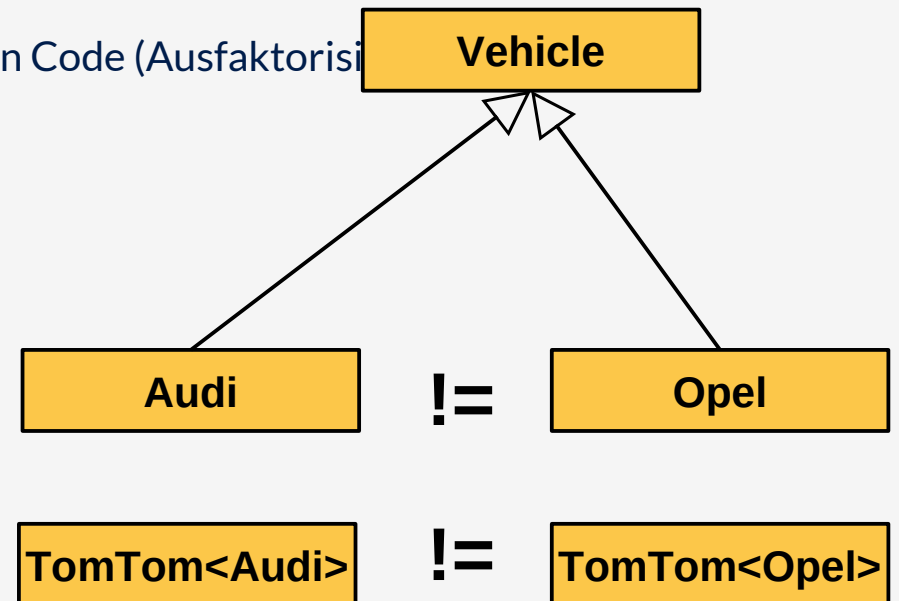 n Code (Ausfaktorisi
Vehicle
Audi != Opel
TomTom<Audi> != TomTom<Opel>